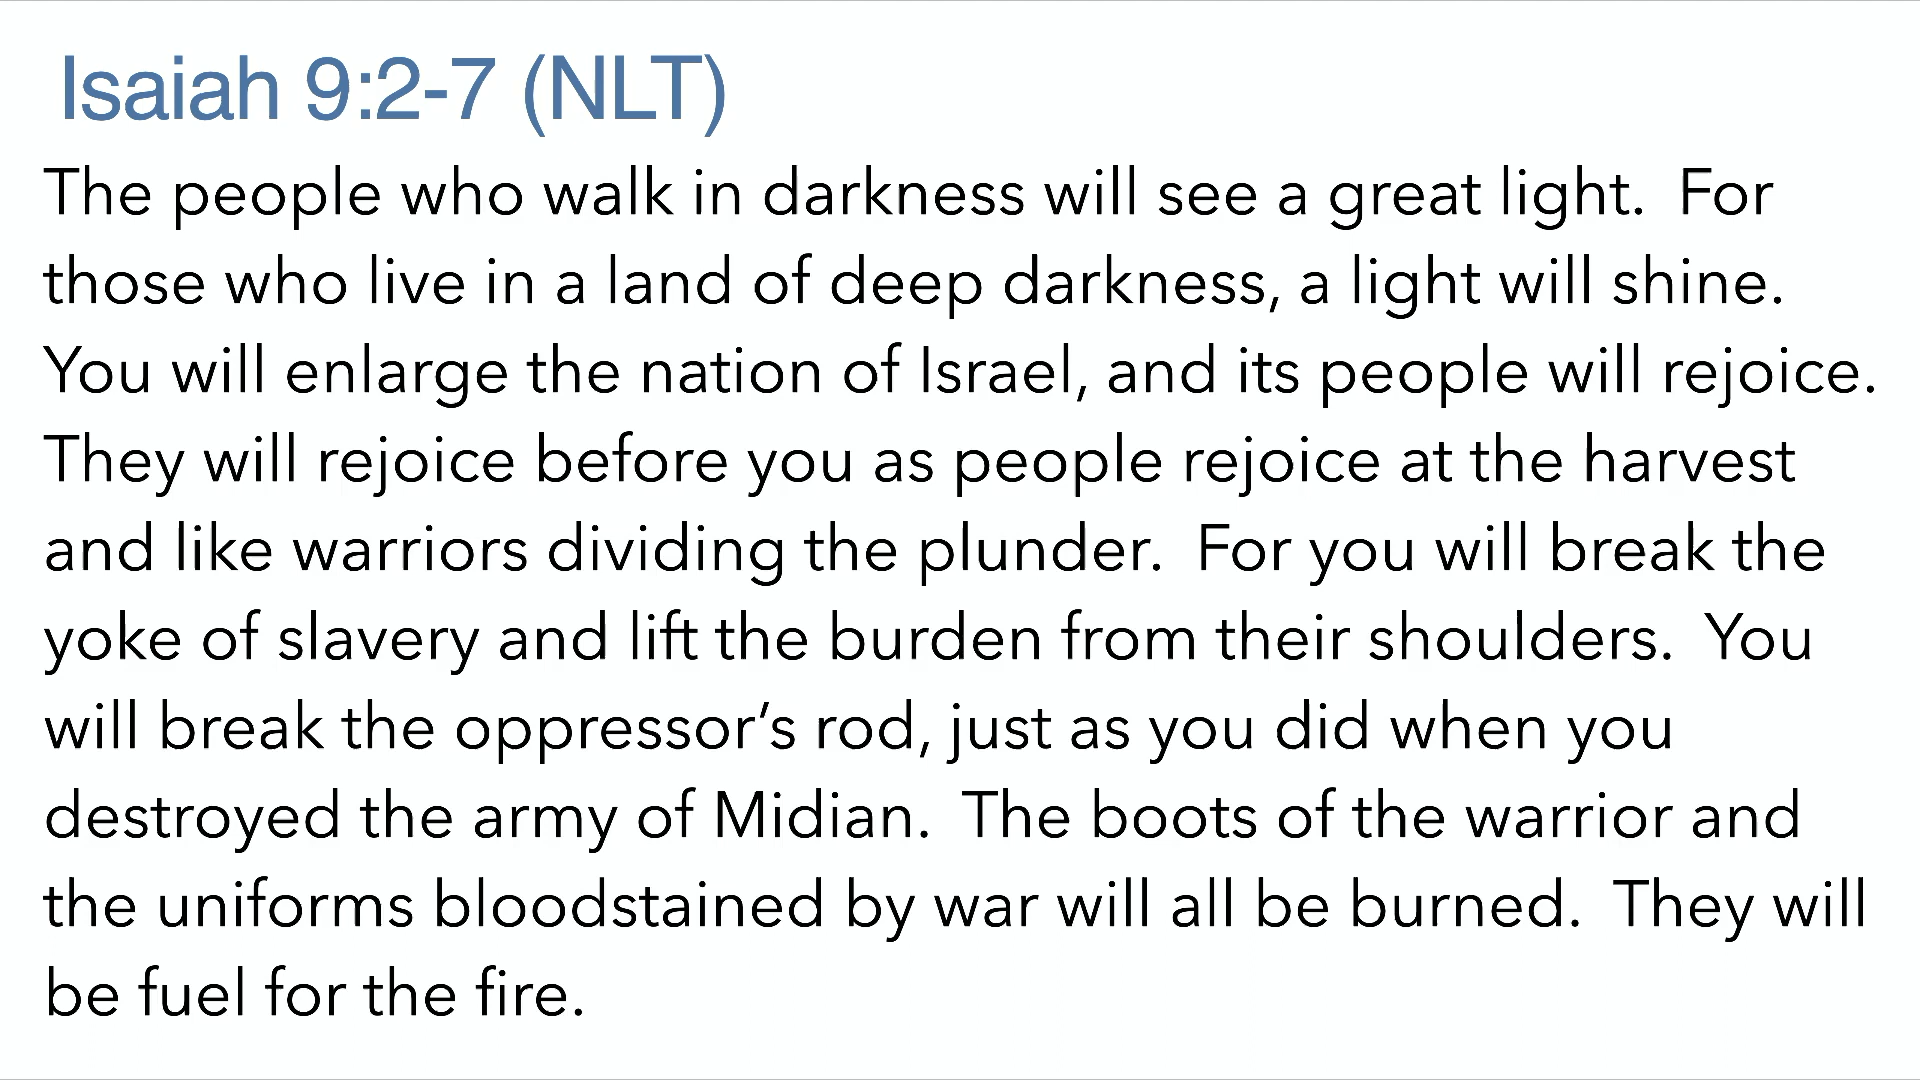 Isaiah 9:2-7 (NLT)
The people who walk in darkness will see a great light.  For
those who live in a land of deep darkness, a light will shine.
You will enlarge the nation of Israel, and its people will rejoice.
They will rejoice before you as people rejoice at the harvest
and like warriors dividing the plunder.  For you will break the
yoke of slavery and lift the burden from their shoulders.  You
will break the oppressor’s rod, just as you did when you
destroyed the army of Midian.  The boots of the warrior and
the uniforms bloodstained by war will all be burned.  They will
be fuel for the fire.